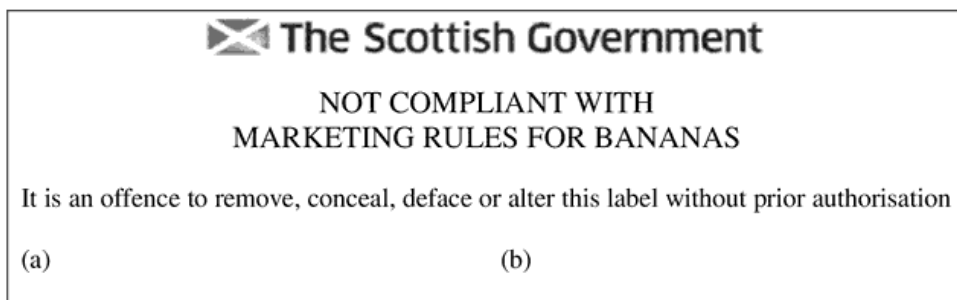 The Scottish Government
NOT COMPLIANT WITH
MARKETING RULES FOR BANANAS
It is an offence to remove, conceal, deface or alter this label without prior authorisation
(a) (b)